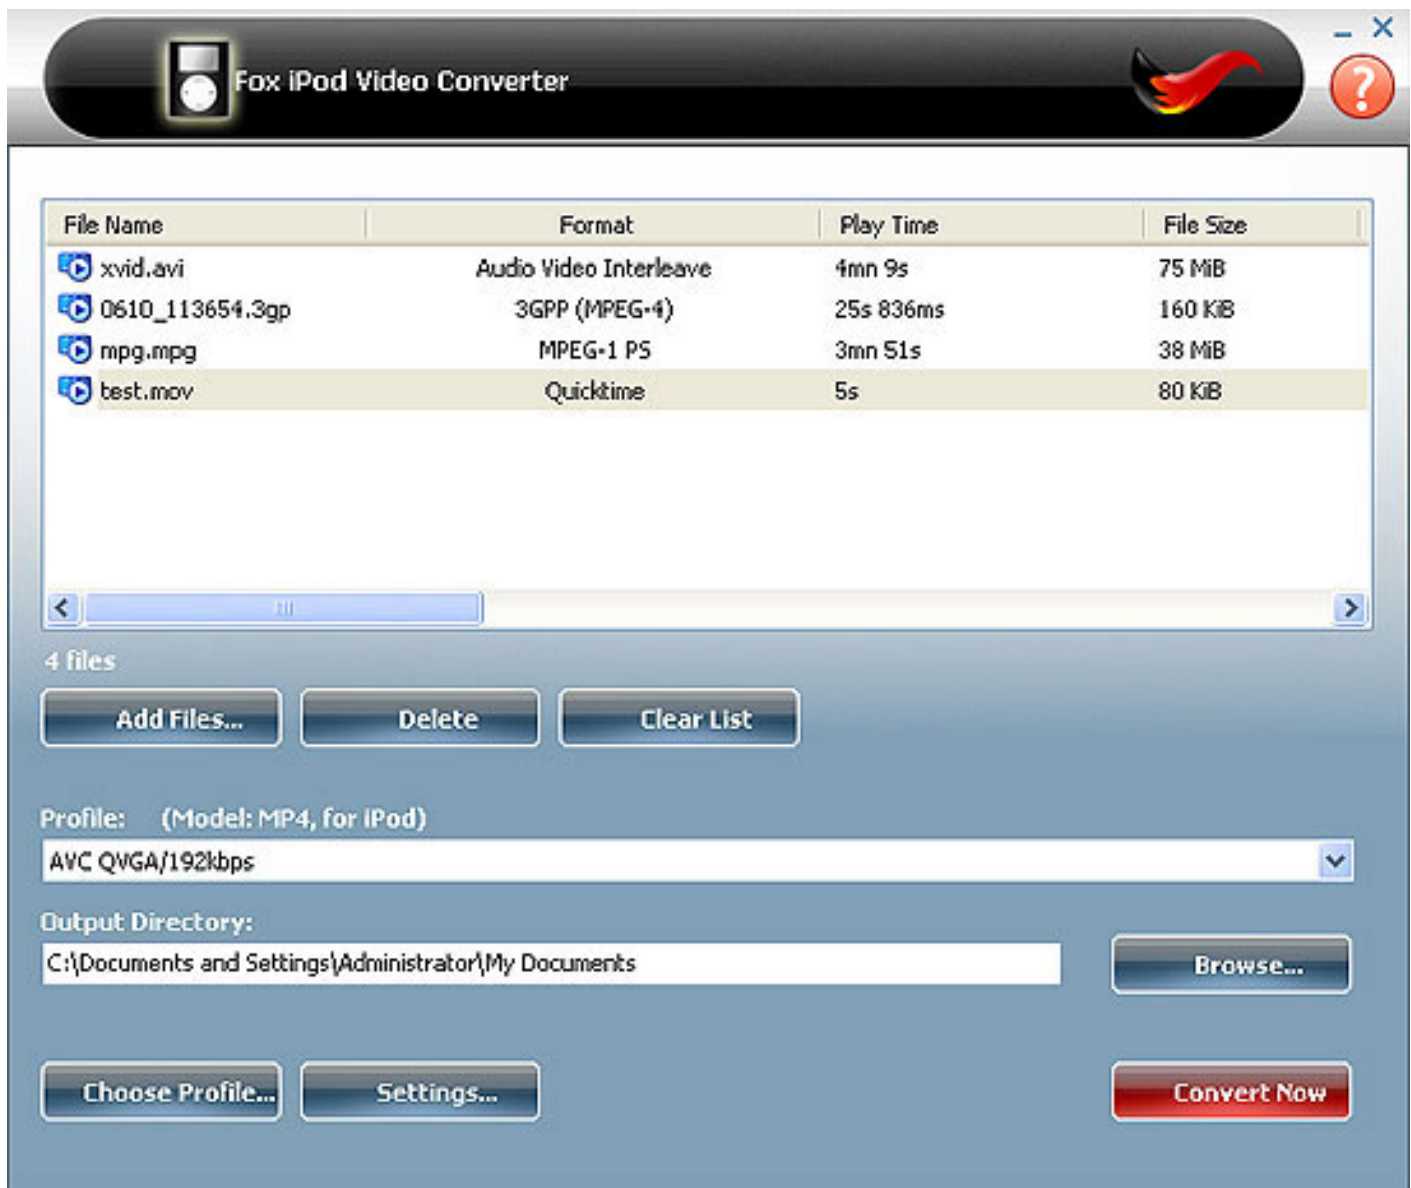 Fox iPod Video Converter
File Name Format Play Time File Size
xvid.avi Audio Video Interleave 4mn 9s 75 MiB
0610_113654.3gp 3GPP (MPEG-4) 25s 836ms 160 KiB
mpg.mpg MPEG-1 PS 3mn 51s 38 MiB
test.mov Quicktime 5s 80 KiB
4 files
Add Files... Delete Clear List
Profile: (Model: MP4, for iPod)
AVC QVGA/192kbps
Output Directory:
C:\Documents and Settings\Administrator\My Documents
Browse...
Choose Profile... Settings... Convert Now